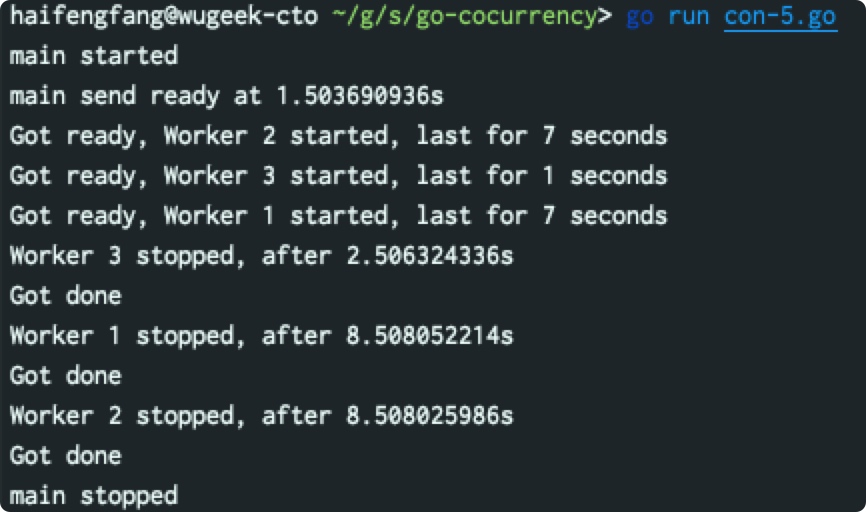 haifengfang@wugeek-cto ~/g/s/go-cocurrency> go run con-5.go
main started
main send ready at 1.503690936s
Got ready, Worker 2 started, last for 7 seconds
Got ready, Worker 3 started, last for 1 seconds
Got ready, Worker 1 started, last for 7 seconds
Worker 3 stopped, after 2.506324336s
Got done
Worker 1 stopped, after 8.508052214s
Got done
Worker 2 stopped, after 8.508025986s
Got done
main stopped